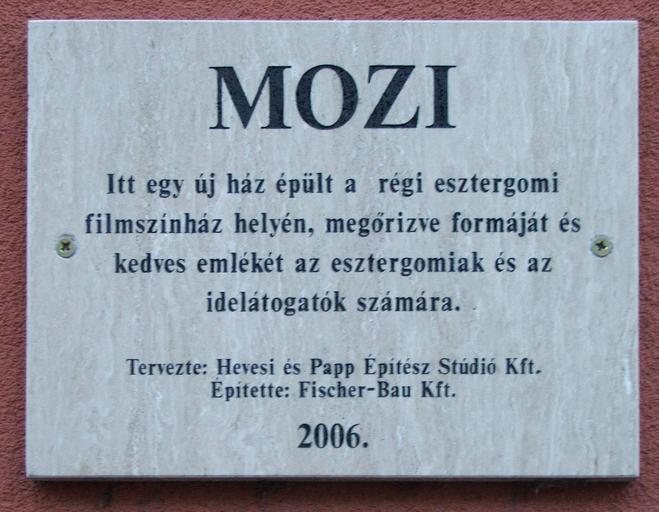 MOZI
Itt egy új ház épült a régi esztergomi
filmszínház helyén, megőrizve formáját és
kedves emlékét az esztergomiak és az
idelátogatók számára.
Tervezte: Hevesi és Papp Építész Stúdió Kft.
Építette: Fischer-Bau Kft.
2006.